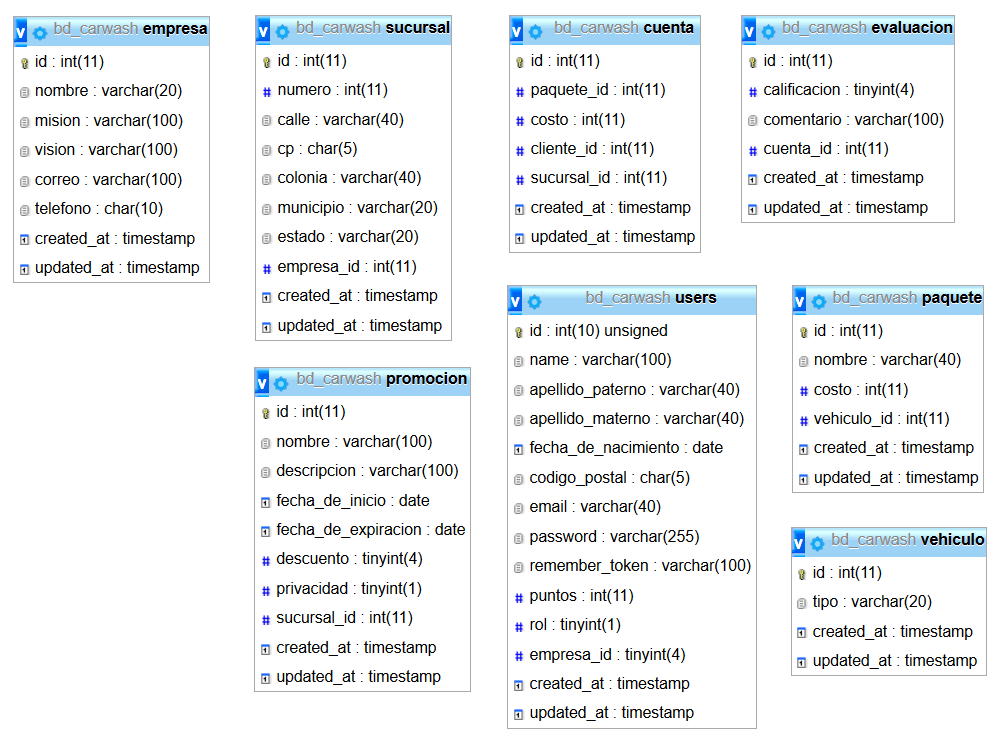 bd_carwash empresa
id : int(11)
nombre : varchar(20)
mision : varchar(100)
vision : varchar(100)
correo : varchar(100)
telefono : char(10)
created_at : timestamp
updated_at : timestamp
bd_carwash sucursal
id : int(11)
numero : int(11)
calle : varchar(40)
cp : char(5)
colonia : varchar(40)
municipio : varchar(20)
estado : varchar(20)
empresa_id : int(11)
created_at : timestamp
updated_at : timestamp
bd_carwash cuenta
id : int(11)
paquete_id : int(11)
costo : int(11)
cliente_id : int(11)
sucursal_id : int(11)
created_at : timestamp
updated_at : timestamp
bd_carwash evaluacion
id : int(11)
calificacion : tinyint(4)
comentario : varchar(100)
cuenta_id : int(11)
created_at : timestamp
updated_at : timestamp
bd_carwash promocion
id : int(11)
nombre : varchar(100)
descripcion : varchar(100)
fecha_de_inicio : date
fecha_de_expiracion : date
descuento : tinyint(4)
privacidad : tinyint(1)
sucursal_id : int(11)
created_at : timestamp
updated_at : timestamp
bd_carwash users
id : int(10) unsigned
name : varchar(100)
apellido_paterno : varchar(40)
apellido_materno : varchar(40)
fecha_de_nacimiento : date
codigo_postal : char(5)
email : varchar(40)
password : varchar(255)
remember_token : varchar(100)
puntos : int(11)
rol : tinyint(1)
empresa_id : tinyint(4)
created_at : timestamp
updated_at : timestamp
bd_carwash paquete
id : int(11)
nombre : varchar(40)
costo : int(11)
vehiculo_id : int(11)
created_at : timestamp
updated_at : timestamp
bd_carwash vehiculo
id : int(11)
tipo : varchar(20)
created_at : timestamp
updated_at : timestamp